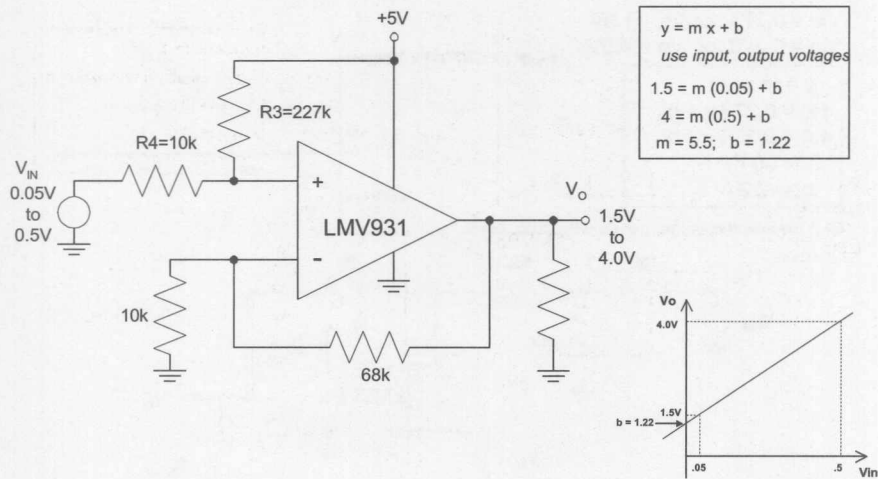 +5V
R3=227k
R4=10k
V_IN
0.05V
to
0.5V
+
LMV931
-
V_O
1.5V
to
4.0V
10k
68k
y = m x + b
use input, output voltages
1.5 = m (0.05) + b
4 = m (0.5) + b
m = 5.5;  b = 1.22
Vo
4.0V
1.5V
b = 1.22
.05
.5
Vin